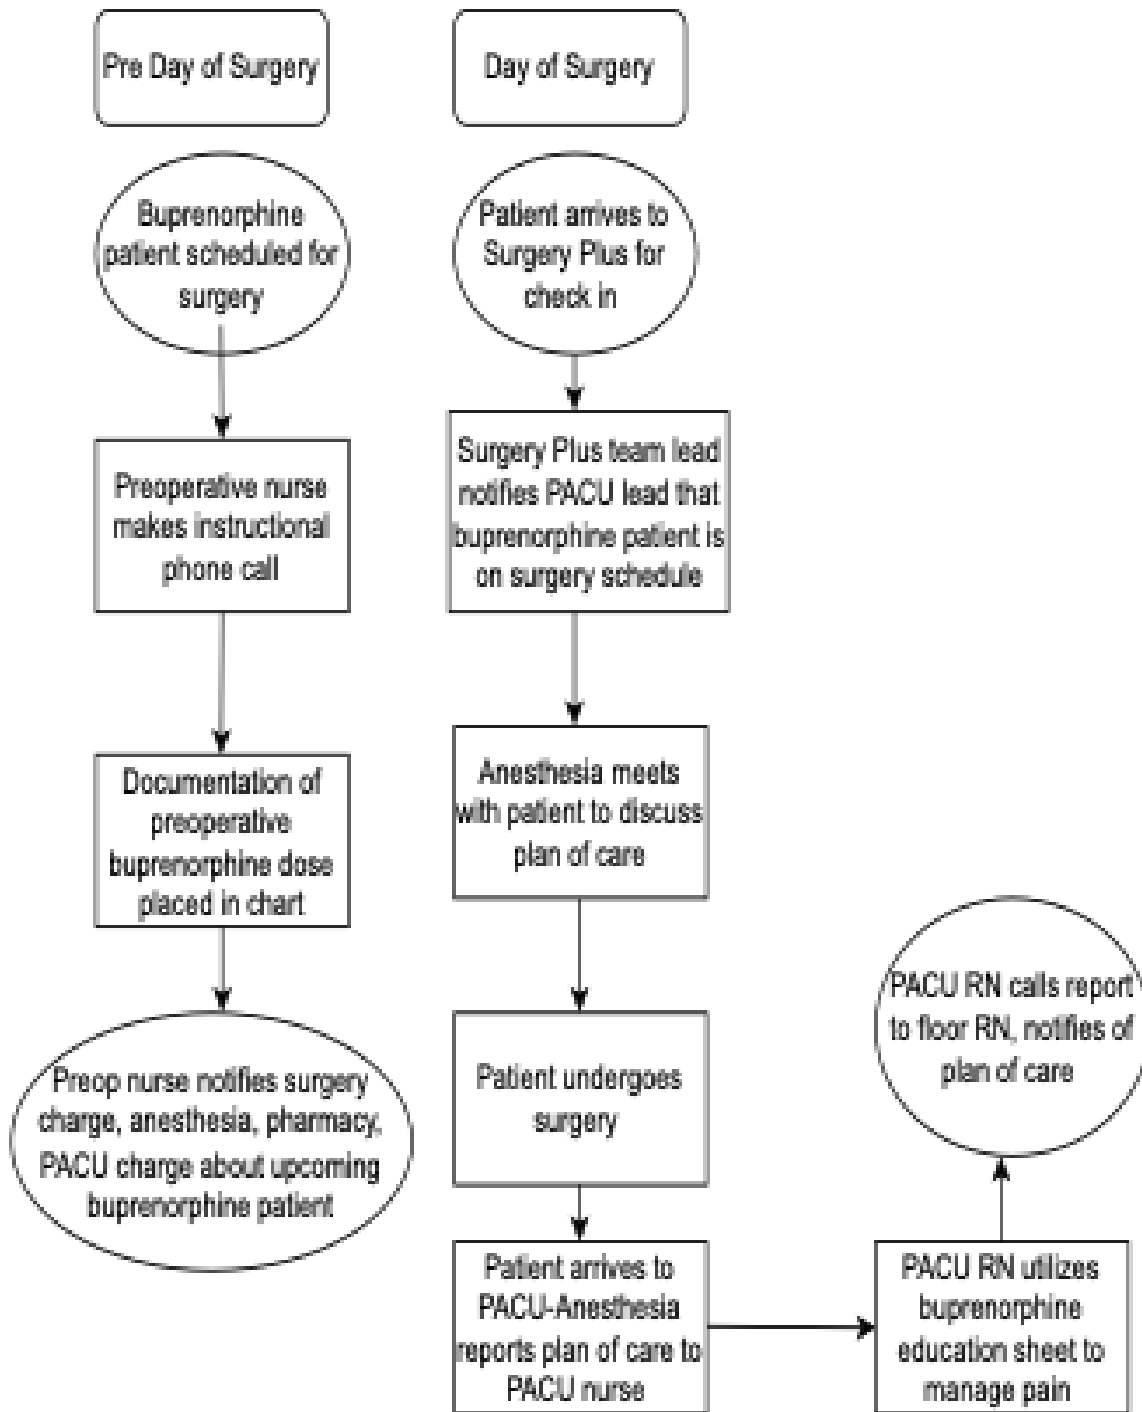 Pre Day of Surgery
Day of Surgery
Buprenorphine
patient scheduled for
surgery
Preoperative nurse
makes instructional
phone call
Documentation of
preoperative
buprenorphine dose
placed in chart
Preop nurse notifies surgery
charge, anesthesia, pharmacy,
PACU charge about upcoming
buprenorphine patient
Patient arrives to
Surgery Plus for
check in
Surgery Plus team lead
notifies PACU lead that
buprenorphine patient is
on surgery schedule
Anesthesia meets
with patient to discuss
plan of care
Patient undergoes
surgery
Patient arrives to
PACU-Anesthesia
reports plan of care to
PACU nurse
PACU RN utilizes
buprenorphine
education sheet to
manage pain
PACU RN calls report
to floor RN, notifies of
plan of care